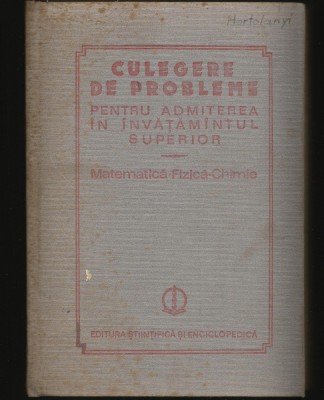 CULEGERE
DE PROBLEME
PENTRU ADMITEREA
ÎN ÎNVĂȚĂMÎNTUL
SUPERIOR
Matematică-Fizică-Chimie
EDITURA ȘTIINȚIFICĂ ȘI ENCICLOPEDICĂ